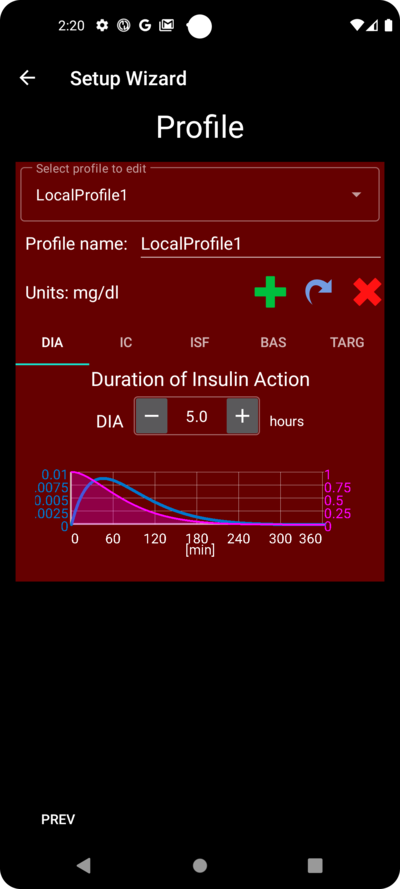 2:20
Setup Wizard
Profile
Select profile to edit
LocalProfile1
Profile name: LocalProfile1
Units: mg/dl
DIA IC ISF BAS TARG
Duration of Insulin Action
DIA − 5.0 + hours
0.01 1
.0075 0.75
0.005 0.5
.0025 0.25
0 0
0 60 120 180 240 300 360
[min]
PREV